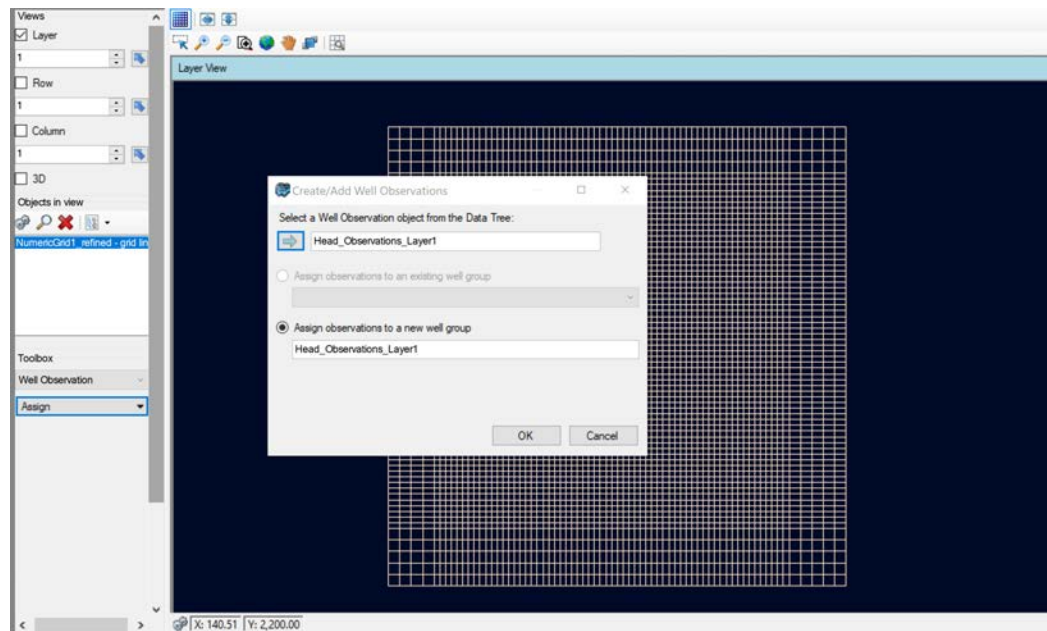 Views
Layer
1
Row
1
Column
1
3D
Objects in view
NumericGrid1_refined - grid lin
Toolbox
Well Observation
Assign
Layer View
Create/Add Well Observations
Select a Well Observation object from the Data Tree:
Head_Observations_Layer1
Assign observations to an existing well group
Assign observations to a new well group
Head_Observations_Layer1
OK Cancel
X: 140.51 Y: 2,200.00